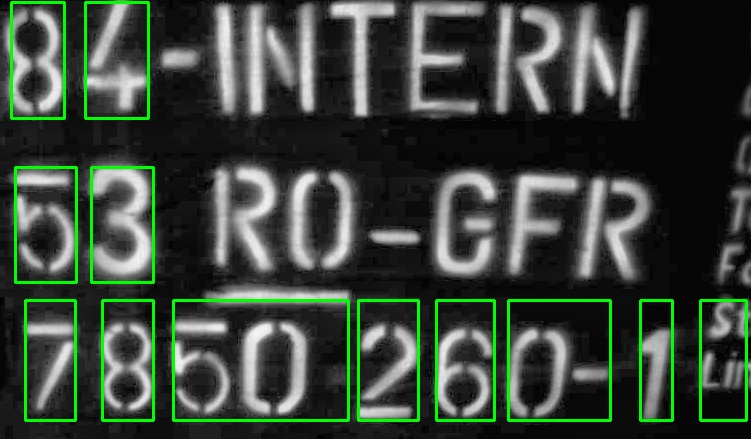 84-INTERN
53 RO-GFR
7850 260-1